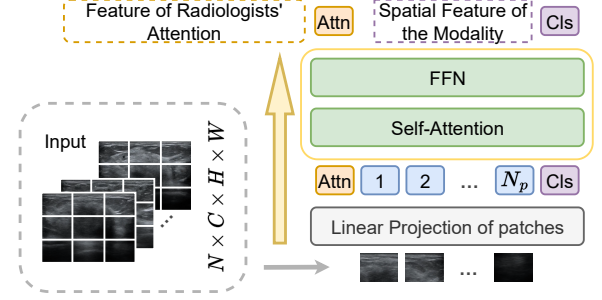 Feature of Radiologists'
Attention
Attn
Spatial Feature of
the Modality
Cls
FFN
Self-Attention
Input
N × C × H × W
Attn
1
2
...
N_p
Cls
Linear Projection of patches
...